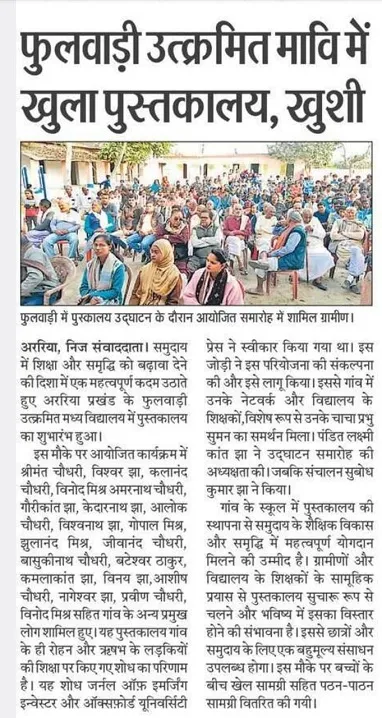 फुलवाड़ी उत्क्रमित मावि में
खुला पुस्तकालय, खुशी
फुलवाड़ी में पुस्कालय उद्घाटन के दौरान आयोजित समारोह में शामिल ग्रामीण।
अररिया, निज संवाददाता। समुदाय
में शिक्षा और समृद्धि को बढ़ावा देने
की दिशा में एक महत्वपूर्ण कदम उठाते
हुए अररिया प्रखंड के फुलवाड़ी
उत्क्रमित मध्य विद्यालय में पुस्तकालय
का शुभारंभ हुआ।
इस मौके पर आयोजित कार्यक्रम में
श्रीमंत चौधरी, विश्वर झा, कलानंद
चौधरी, विनोद मिश्र अमरनाथ चौधरी,
गौरीकांत झा, केदारनाथ झा, आलोक
चौधरी, विश्वनाथ झा, गोपाल मिश्र,
झुलानंद मिश्र, जीवानंद चौधरी,
बासुकीनाथ चौधरी, बटेश्वर ठाकुर,
कमलाकांत झा, विनय झा,आशीष
चौधरी, नागेश्वर झा, प्रवीण चौधरी,
विनोद मिश्र सहित गांव के अन्य प्रमुख
लोग शामिल हुए। यह पुस्तकालय गांव
के ही रोहन और ऋषभ के लड़कियों
की शिक्षा पर किए गए शोध का परिणाम
है। यह शोध जर्नल ऑफ़ इमर्जिंग
इन्वेस्टर और ऑक्सफ़ोर्ड यूनिवर्सिटी
प्रेस ने स्वीकार किया गया था। इस
जोड़ी ने इस परियोजना की संकल्पना
की और इसे लागू किया। इससे गांव में
उनके नेटवर्क और विद्यालय के
शिक्षकों,विशेष रूप से उनके चाचा प्रभु
सुमन का समर्थन मिला। पंडित लक्ष्मी
कांत झा ने उद्घाटन समारोह की
अध्यक्षता की। जबकि संचालन सुबोध
कुमार झा ने किया।
गांव के स्कूल में पुस्तकालय की
स्थापना से समुदाय के शैक्षिक विकास
और समृद्धि में महत्वपूर्ण योगदान
मिलने की उम्मीद है। ग्रामीणों और
विद्यालय के शिक्षकों के सामूहिक
प्रयास से पुस्तकालय सुचारू रूप से
चलने और भविष्य में इसका विस्तार
होने की संभावना है। इससे छात्रों और
समुदाय के लिए एक बहुमूल्य संसाधन
उपलब्ध होगा। इस मौके पर बच्चों के
बीच खेल सामग्री सहित पठन-पाठन
सामग्री वितरित की गयी।